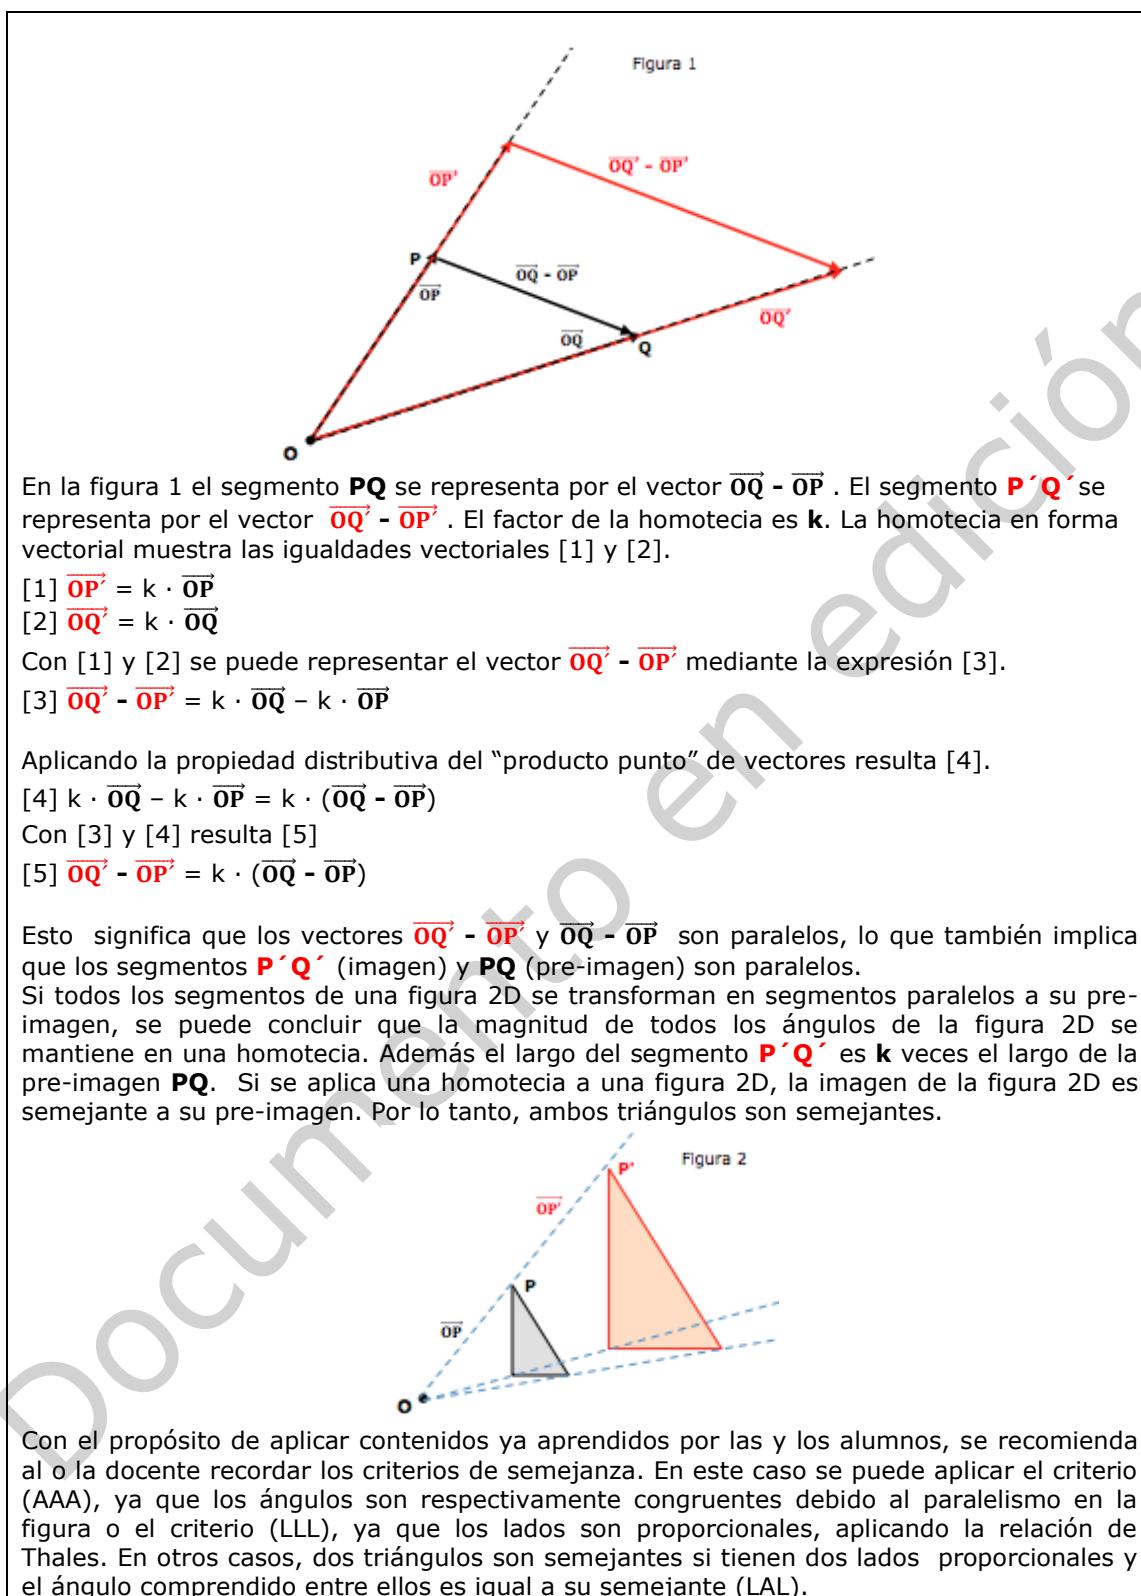 Figura 1
OP'
OQ' - OP'
P
OQ - OP
OP
OQ
Q
OQ'
O
En la figura 1 el segmento PQ se representa por el vector OQ - OP . El segmento P´Q´se
representa por el vector OQ' - OP' . El factor de la homotecia es k. La homotecia en forma
vectorial muestra las igualdades vectoriales [1] y [2].
[1] OP' = k · OP
[2] OQ' = k · OQ
Con [1] y [2] se puede representar el vector OQ' - OP' mediante la expresión [3].
[3] OQ' - OP' = k · OQ – k · OP
Aplicando la propiedad distributiva del “producto punto” de vectores resulta [4].
[4] k · OQ – k · OP = k · (OQ - OP)
Con [3] y [4] resulta [5]
[5] OQ' - OP' = k · (OQ - OP)
Esto significa que los vectores OQ' - OP' y OQ - OP son paralelos, lo que también implica
que los segmentos P´Q´ (imagen) y PQ (pre-imagen) son paralelos.
Si todos los segmentos de una figura 2D se transforman en segmentos paralelos a su pre-
imagen, se puede concluir que la magnitud de todos los ángulos de la figura 2D se
mantiene en una homotecia. Además el largo del segmento P´Q´ es k veces el largo de la
pre-imagen PQ. Si se aplica una homotecia a una figura 2D, la imagen de la figura 2D es
semejante a su pre-imagen. Por lo tanto, ambos triángulos son semejantes.
Figura 2
P'
OP'
P
OP
O
Con el propósito de aplicar contenidos ya aprendidos por las y los alumnos, se recomienda
al o la docente recordar los criterios de semejanza. En este caso se puede aplicar el criterio
(AAA), ya que los ángulos son respectivamente congruentes debido al paralelismo en la
figura o el criterio (LLL), ya que los lados son proporcionales, aplicando la relación de
Thales. En otros casos, dos triángulos son semejantes si tienen dos lados proporcionales y
el ángulo comprendido entre ellos es igual a su semejante (LAL).
Documento en edición